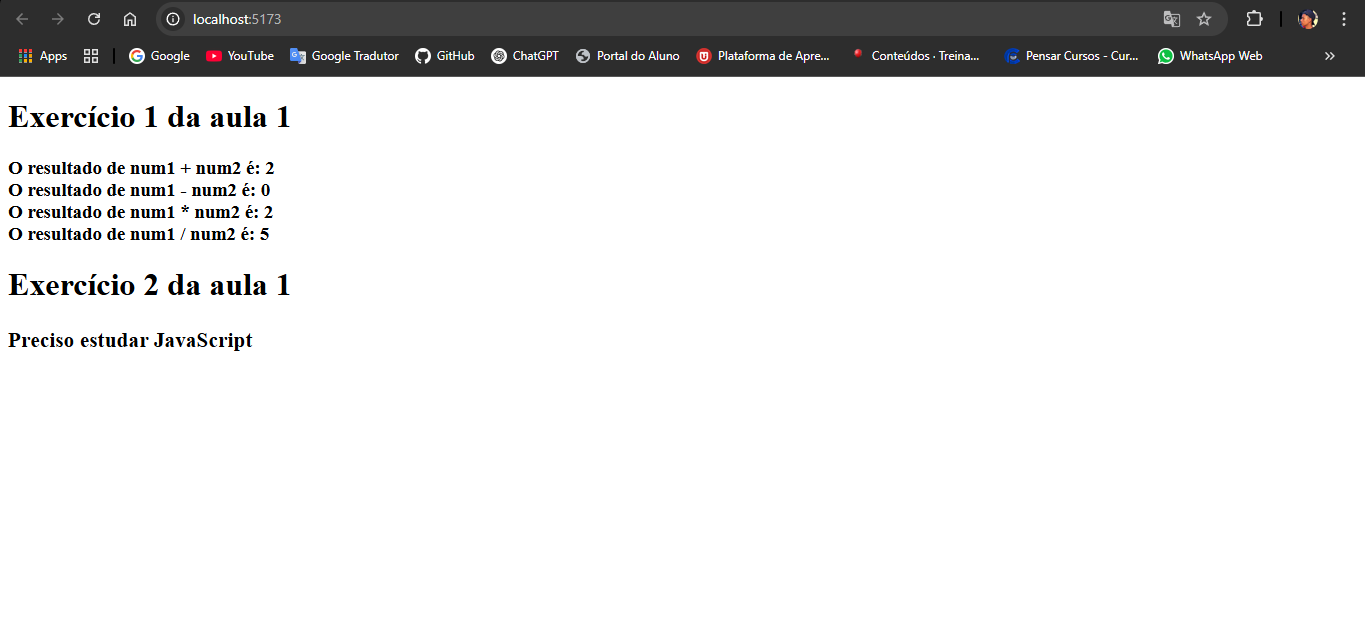 localhost:5173
Apps
Google
YouTube
Google Tradutor
GitHub
ChatGPT
Portal do Aluno
Plataforma de Apre...
Conteúdos · Treina...
Pensar Cursos - Cur...
WhatsApp Web
Exercício 1 da aula 1
O resultado de num1 + num2 é: 2
O resultado de num1 - num2 é: 0
O resultado de num1 * num2 é: 2
O resultado de num1 / num2 é: 5
Exercício 2 da aula 1
Preciso estudar JavaScript